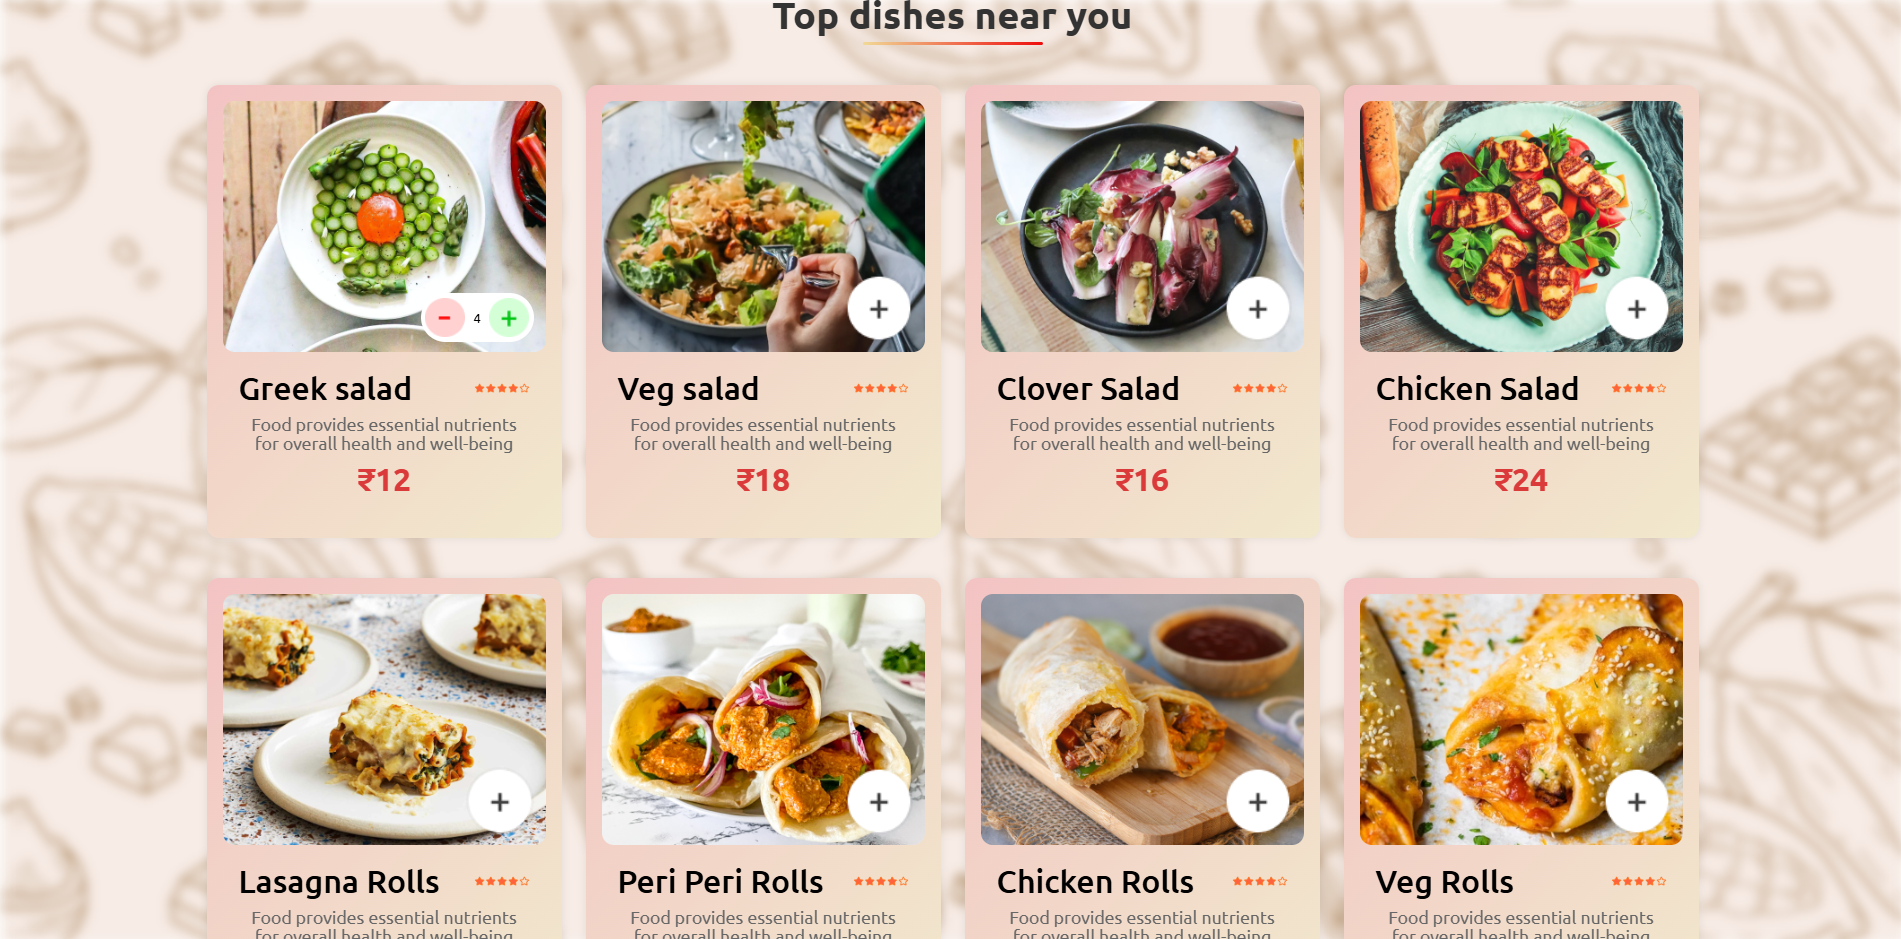 Top dishes near you
4
Greek salad
Food provides essential nutrients
for overall health and well-being
₹12
Veg salad
Food provides essential nutrients
for overall health and well-being
₹18
Clover Salad
Food provides essential nutrients
for overall health and well-being
₹16
Chicken Salad
Food provides essential nutrients
for overall health and well-being
₹24
Lasagna Rolls
Food provides essential nutrients
for overall health and well-being
Peri Peri Rolls
Food provides essential nutrients
for overall health and well-being
Chicken Rolls
Food provides essential nutrients
for overall health and well-being
Veg Rolls
Food provides essential nutrients
for overall health and well-being